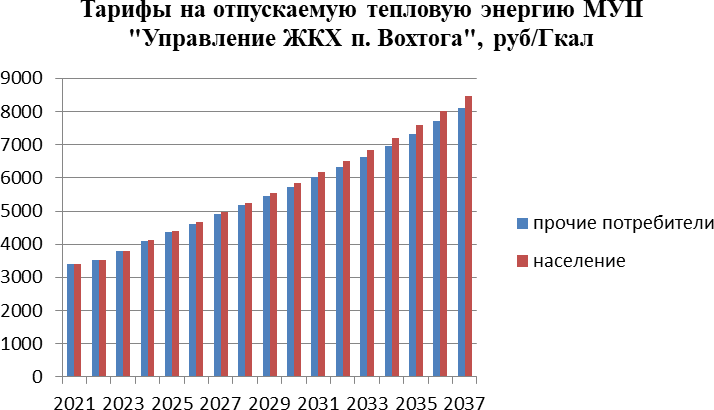 Тарифы на отпускаемую тепловую энергию МУП
"Управление ЖКХ п. Вохтога", руб/Гкал
9000
8000
7000
6000
5000
4000
3000
2000
1000
0
2021 2023 2025 2027 2029 2031 2033 2035 2037
прочие потребители
население